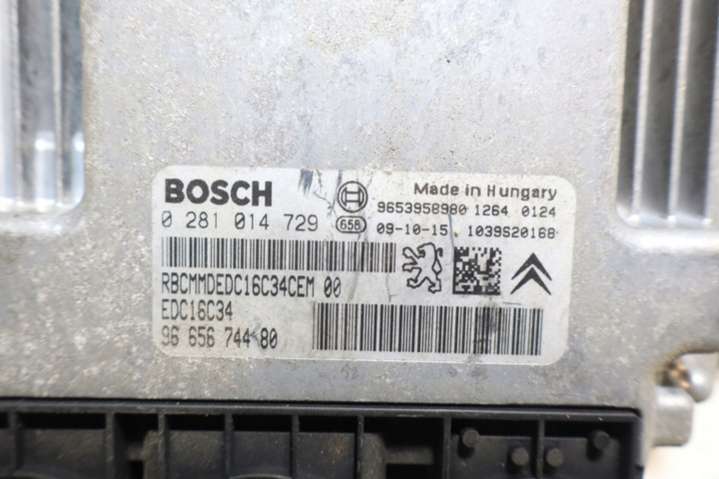 BOSCH
Made in Hungary
0 281 014 729
658
9653958980 1264 0124
09-10-15 1039S20168
RBCMMDEDC16C34CEM 00
EDC16C34
96 656 744 80